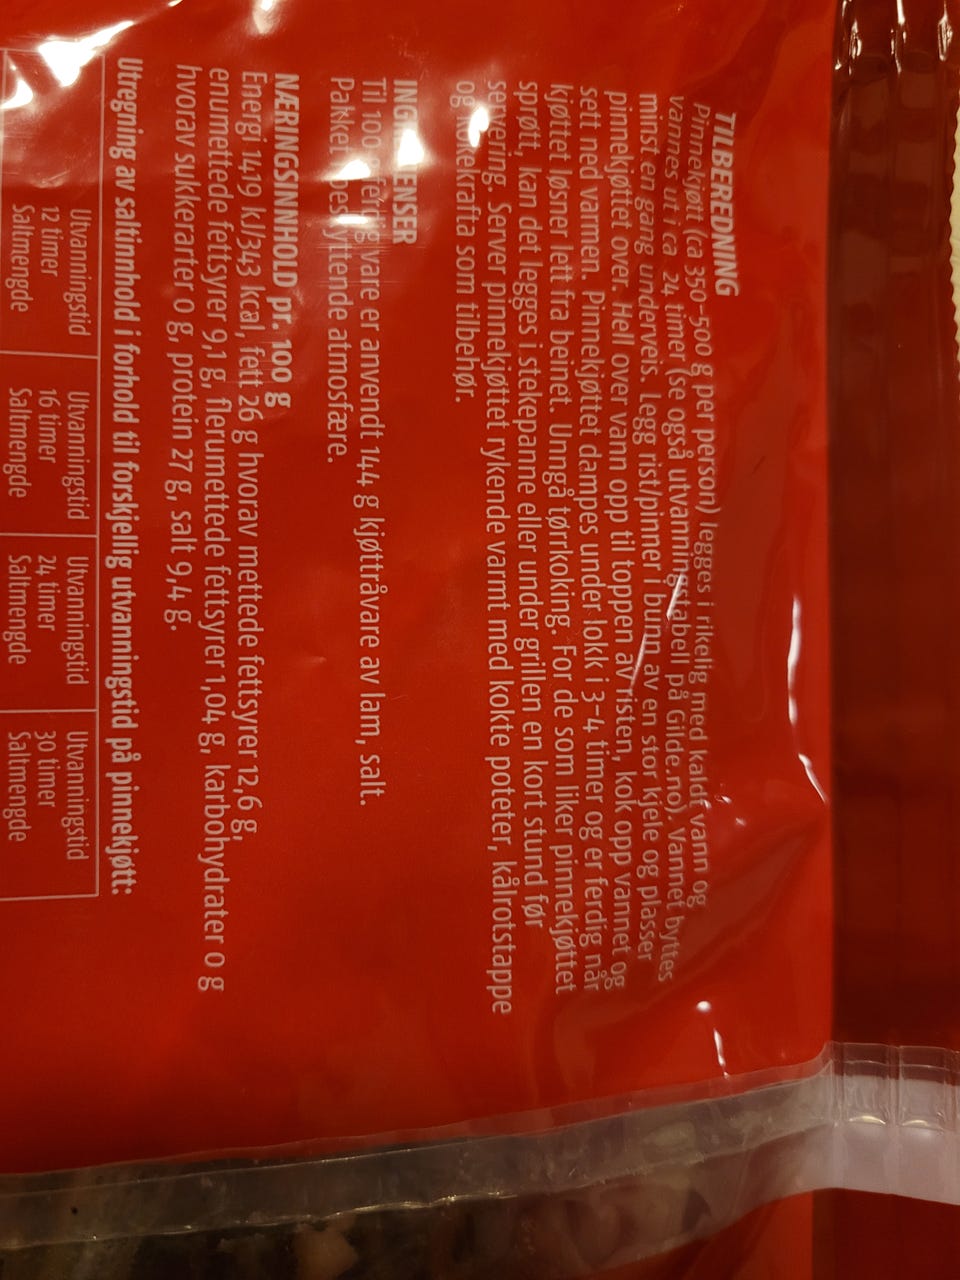 TILBEREDNING
Pinnekjøtt (ca 350-500 g per person) legges i rikelig med kaldt vann og
vannes ut i ca 24 timer (se også utvanningstabell på Gilde.no). Vannet byttes
minst en gang underveis. Legg rist/pinner i bunn av en stor kjele og plasser
pinnekjøttet over. Hell over vann opp til toppen av risten, kok opp vannet og
sett ned varmen. Pinnekjøttet dampes under lokk i 3-4 timer og er ferdig når
kjøttet løsner lett fra beinet. Unngå tørrkoking. For de som liker pinnekjøttet
sprøtt, kan det legges i stekepanne eller under grillen en kort stund før
servering. Server pinnekjøttet rykende varmt med kokte poteter, kålrotstappe
og kokekrafta som tilbehør.
INGREDIENSER
Til 100 g ferdig vare er anvendt 144 g kjøttråvare av lam, salt.
Pakket i beskyttende atmosfære.
NÆRINGSINNHOLD pr. 100 g
Energi 1419 kJ/343 kcal, fett 26 g hvorav mettede fettsyrer 12,6 g,
enumettede fettsyrer 9,1 g, flerumettede fettsyrer 1,04 g, karbohydrater 0 g
hvorav sukkerarter 0 g, protein 27 g, salt 9,4 g.
Utregning av saltinnhold i forhold til forskjellig utvanningstid på pinnekjøtt:
Utvanningstid Utvanningstid Utvanningstid Utvanningstid
12 timer 16 timer 24 timer 30 timer
Saltmengde Saltmengde Saltmengde Saltmengde